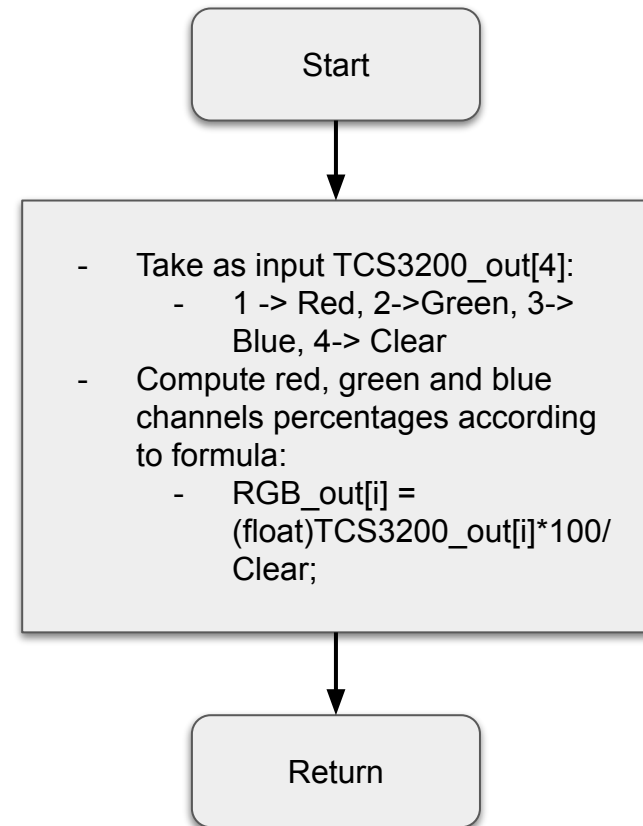 Start
- Take as input TCS3200_out[4]:
- 1 -> Red, 2->Green, 3->
Blue, 4-> Clear
- Compute red, green and blue
channels percentages according
to formula:
- RGB_out[i] =
(float)TCS3200_out[i]*100/
Clear;
Return